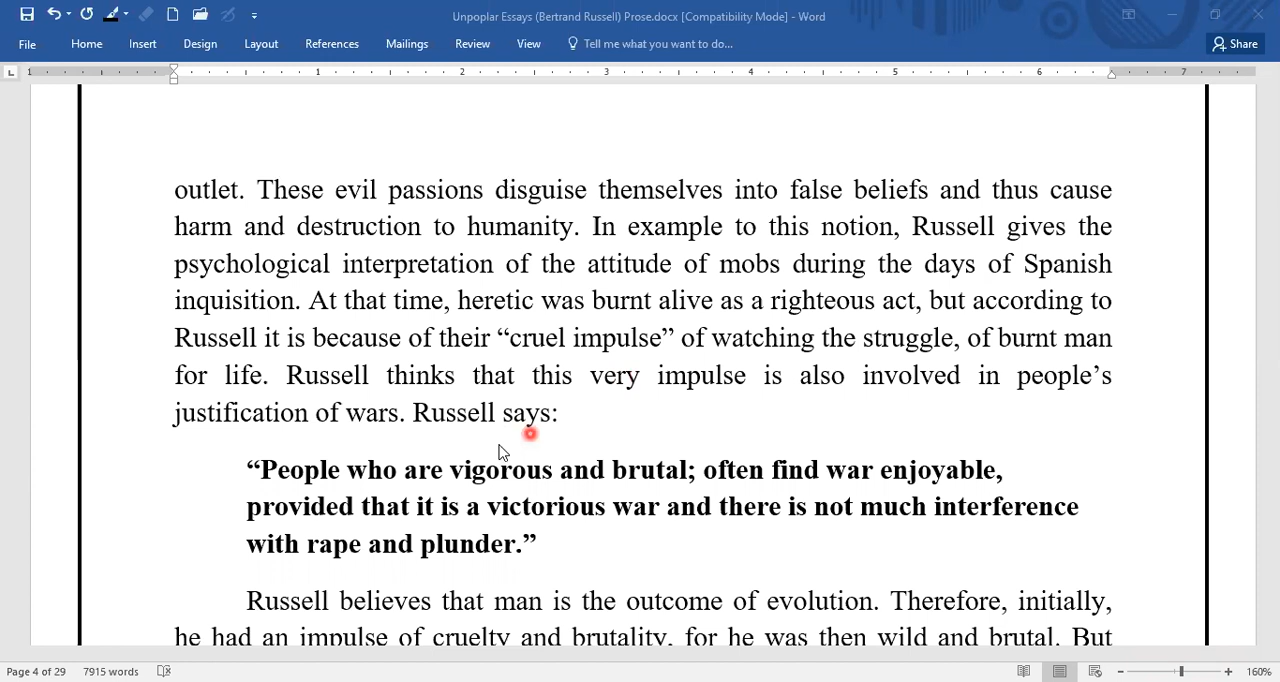 Unpoplar Essays (Bertrand Russell) Prose.docx [Compatibility Mode] - Word
File Home Insert Design Layout References Mailings Review View Tell me what you want to do... Share
1 1 2 3 4 5 6 7
outlet. These evil passions disguise themselves into false beliefs and thus cause
harm and destruction to humanity. In example to this notion, Russell gives the
psychological interpretation of the attitude of mobs during the days of Spanish
inquisition. At that time, heretic was burnt alive as a righteous act, but according to
Russell it is because of their “cruel impulse” of watching the struggle, of burnt man
for life. Russell thinks that this very impulse is also involved in people’s
justification of wars. Russell says:
“People who are vigorous and brutal; often find war enjoyable,
provided that it is a victorious war and there is not much interference
with rape and plunder.”
Russell believes that man is the outcome of evolution. Therefore, initially,
he had an impulse of cruelty and brutality, for he was then wild and brutal. But
Page 4 of 29 7915 words 160%